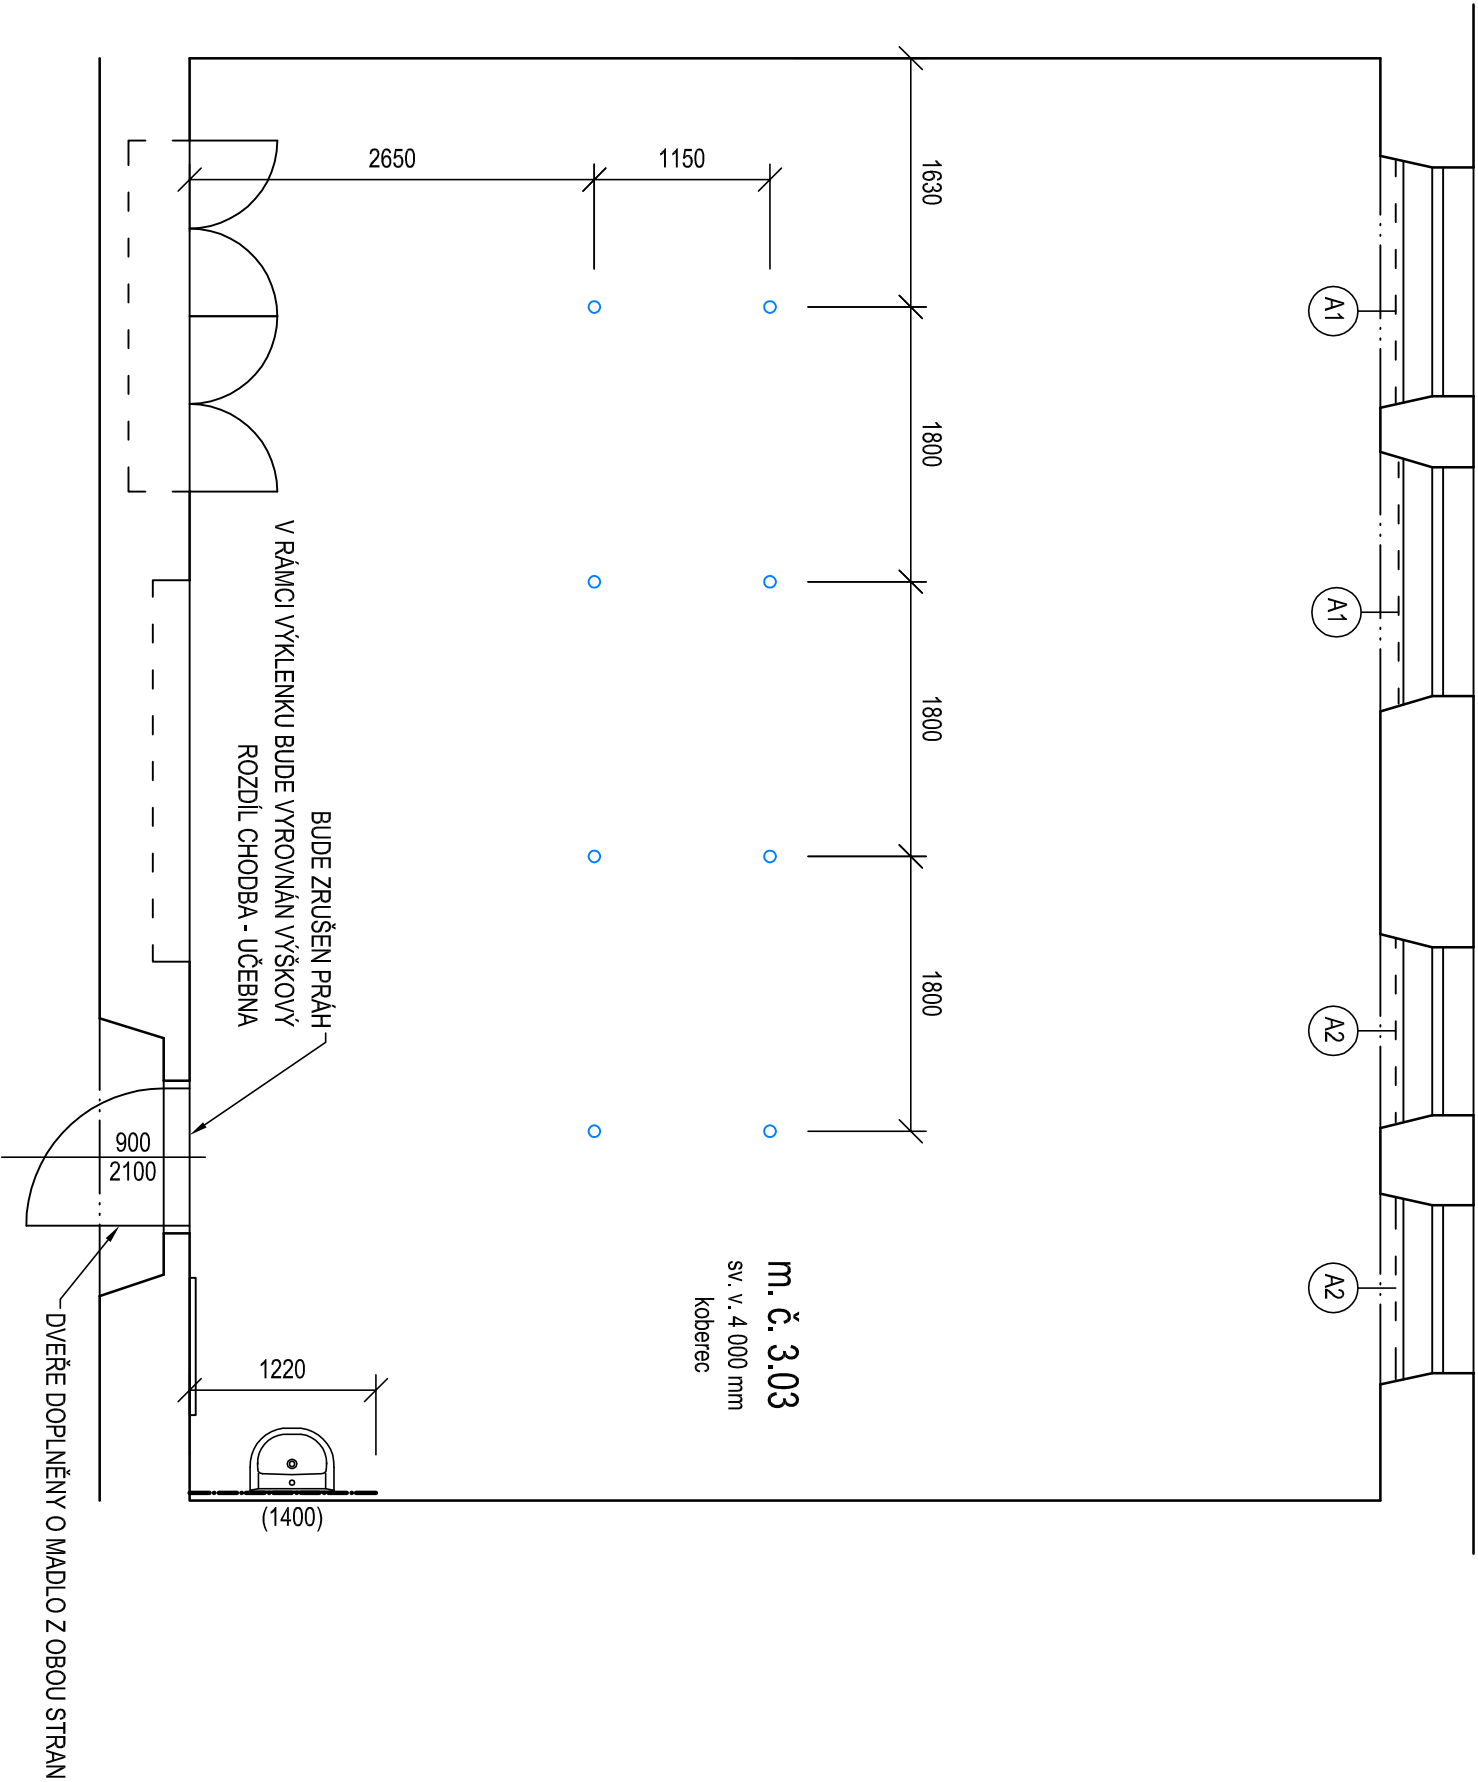 2650
1150
1630
1800
1800
1800
A1
A1
A2
A2
BUDE ZRUŠEN PRÁH
V RÁMCI VÝKLENKU BUDE VYROVNÁN VÝŠKOVÝ
ROZDÍL CHODBA - UČEBNA
900
2100
m. č. 3.03
sv. v. 4 000 mm
koberec
1220
(1400)
DVEŘE DOPLNĚNY O MADLO Z OBOU STRAN